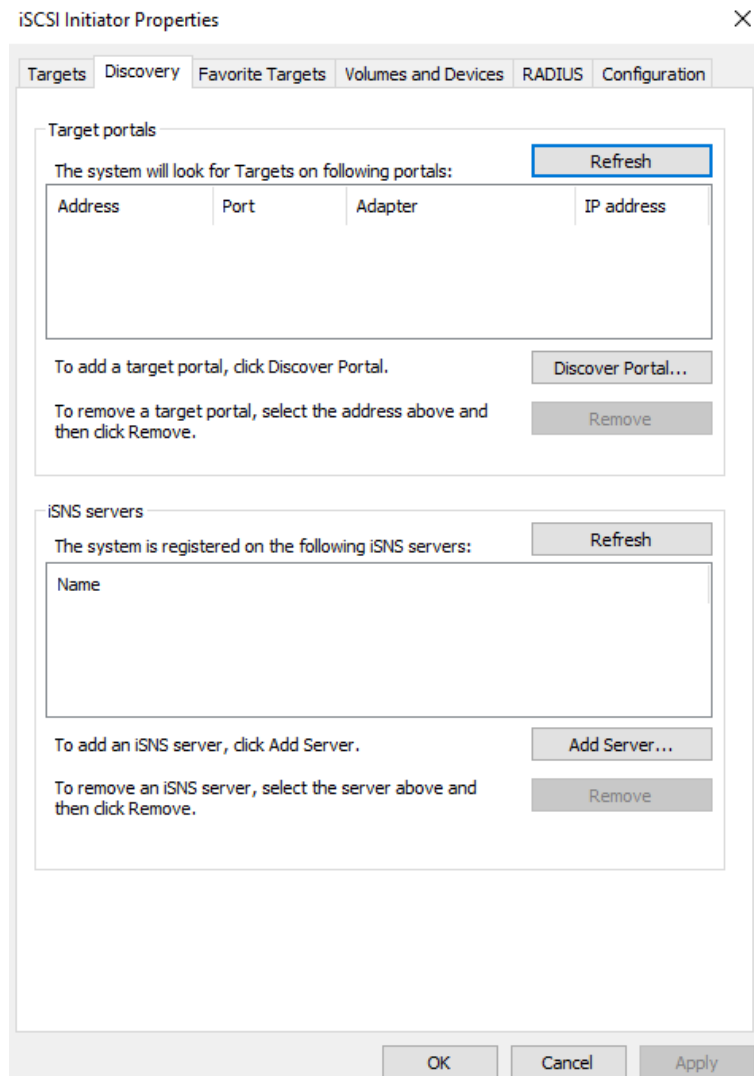 iSCSI Initiator Properties
Targets Discovery Favorite Targets Volumes and Devices RADIUS Configuration
Target portals
The system will look for Targets on following portals:
Refresh
Address Port Adapter IP address
To add a target portal, click Discover Portal.
Discover Portal...
To remove a target portal, select the address above and
then click Remove.
Remove
iSNS servers
The system is registered on the following iSNS servers:
Refresh
Name
To add an iSNS server, click Add Server.
Add Server...
To remove an iSNS server, select the server above and
then click Remove.
Remove
OK Cancel Apply